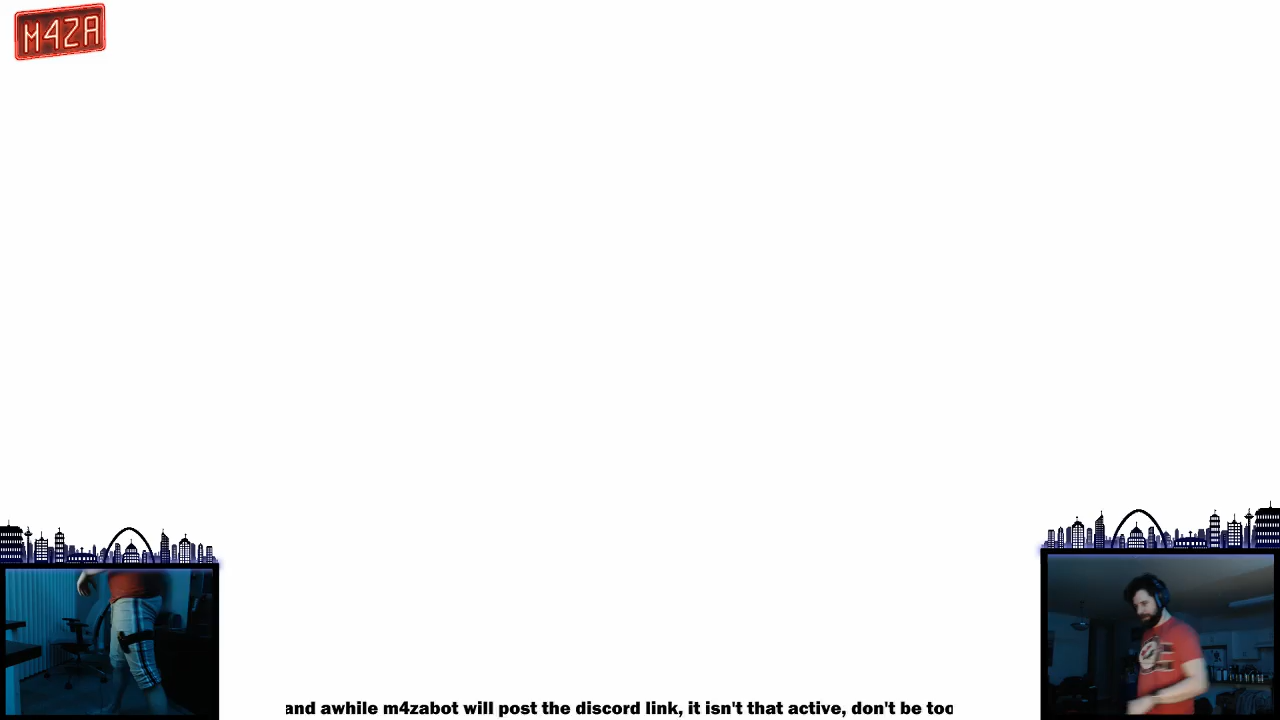 M4ZA
and awhile m4zabot will post the discord link, it isn't that active, don't be too